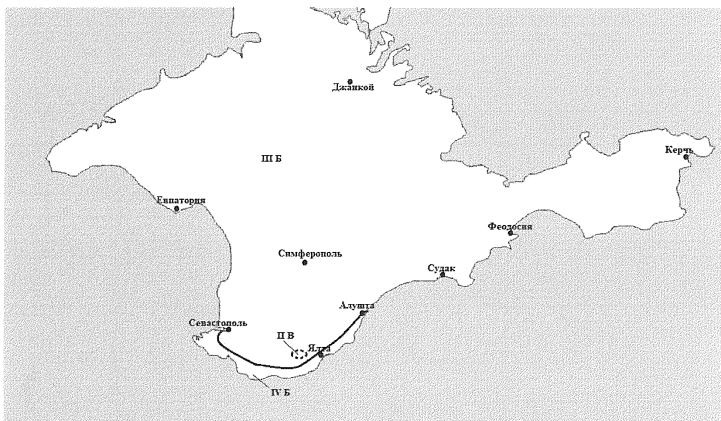 Джанкой
Керчь
III Б
Евпатория
Феодосия
Симферополь
Судак
Алушта
Севастополь
II В
Ялта
IV Б